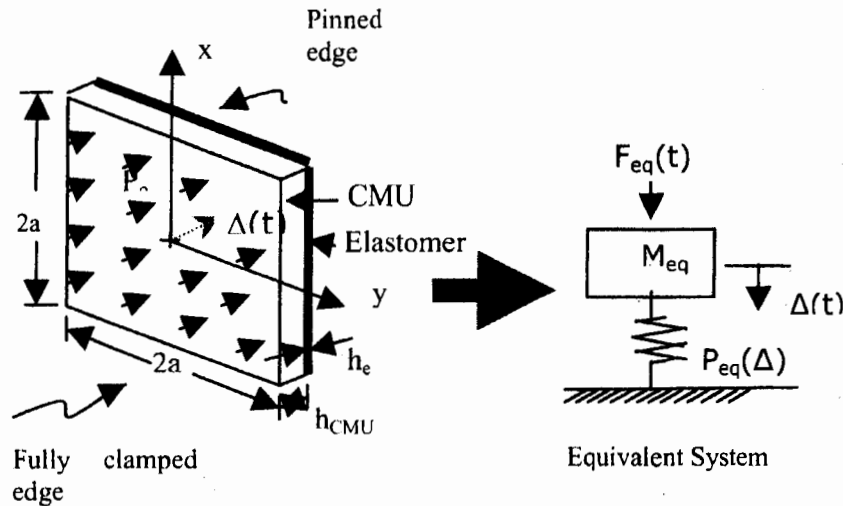 Pinned
edge
x
F_eq(t)
CMU
2a
Δ(t)
Elastomer
M_eq
y
Δ(t)
2a
h_e
P_eq(Δ)
h_CMU
Fully clamped
edge
Equivalent System